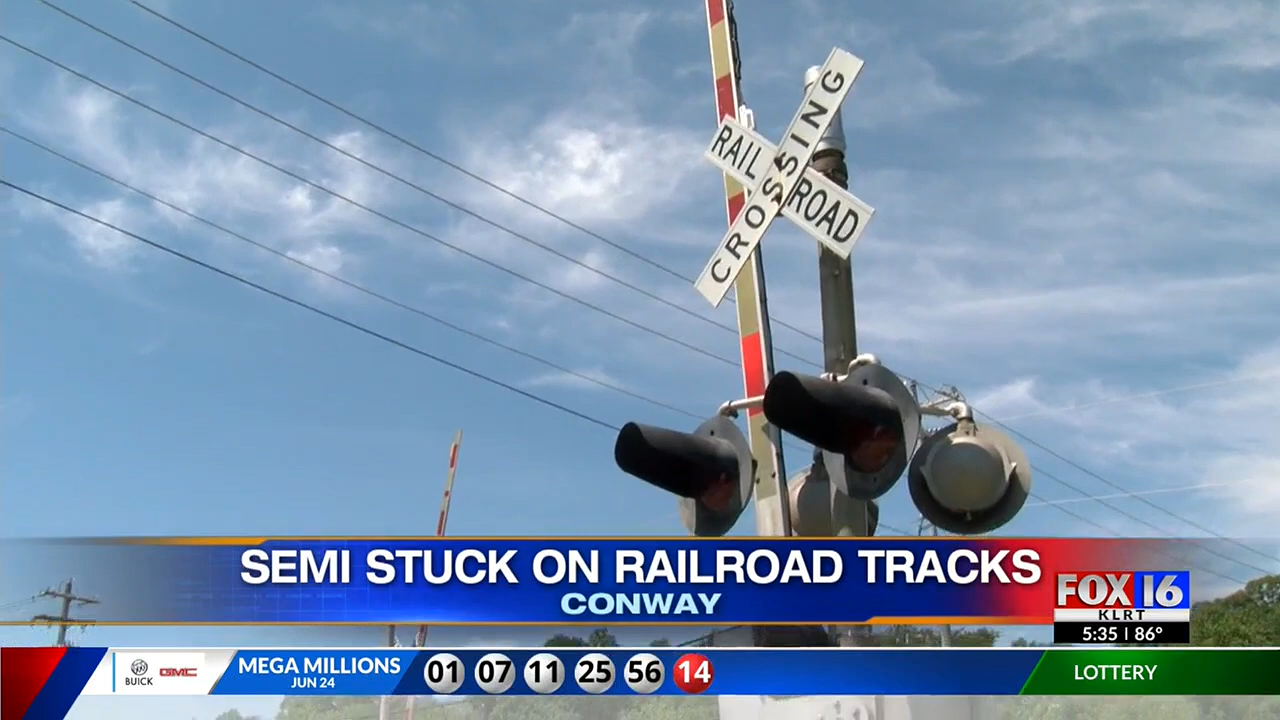 RAIL ROAD
CROSSING
SEMI STUCK ON RAILROAD TRACKS
CONWAY
FOX 16
KLRT
5:35 | 86°
BUICK
GMC
MEGA MILLIONS
JUN 24
01 07 11 25 56 14
LOTTERY